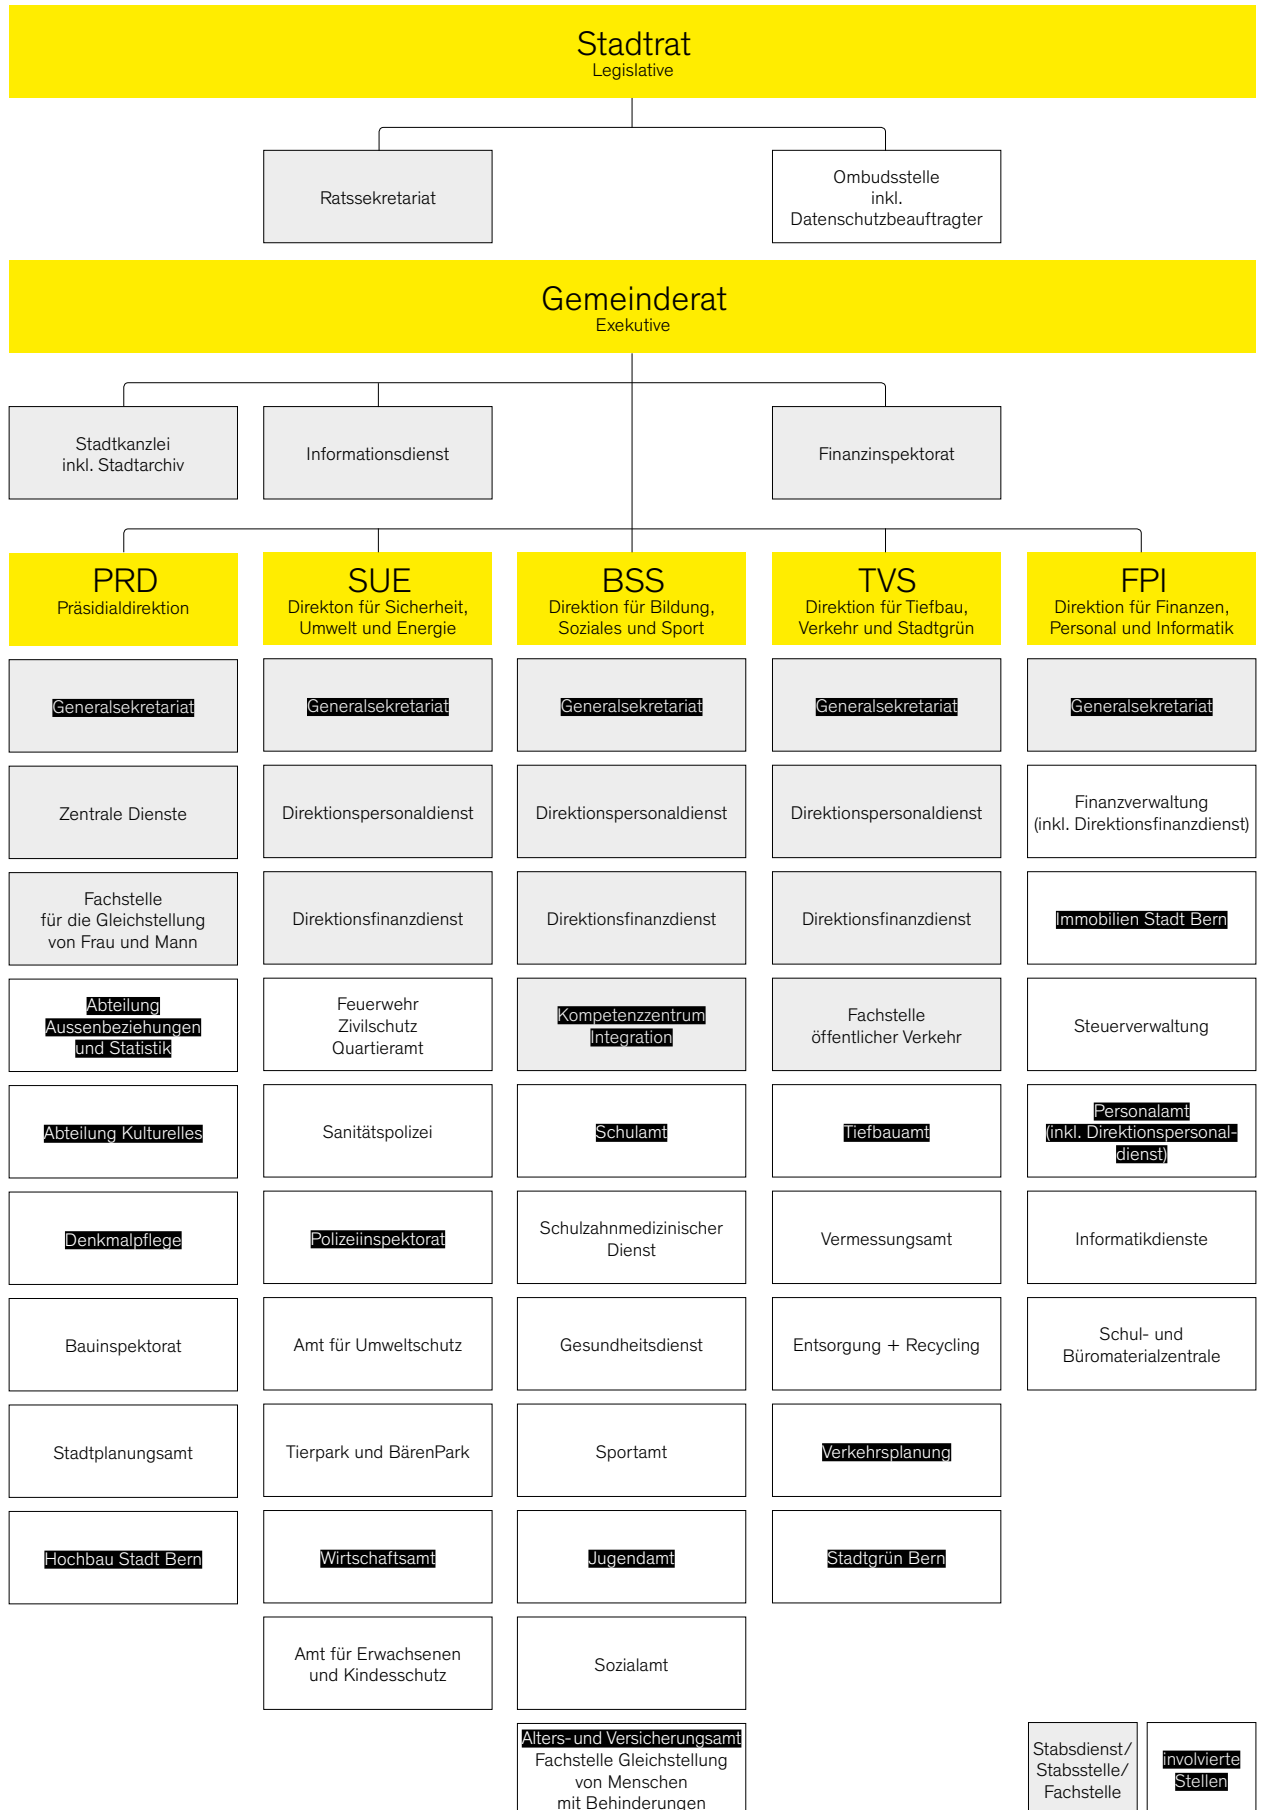 Stadtrat
Legislative
Ratssekretariat
Ombudsstelle
inkl.
Datenschutzbeauftragter
Gemeinderat
Exekutive
Stadtkanzlei
inkl. Stadtarchiv
Informationsdienst
Finanzinspektorat
PRD
Präsidialdirektion
Generalsekretariat
Zentrale Dienste
Fachstelle
für die Gleichstellung
von Frau und Mann
Abteilung
Aussenbeziehungen
und Statistik
Abteilung Kulturelles
Denkmalpflege
Bauinspektorat
Stadtplanungsamt
Hochbau Stadt Bern
SUE
Direkton für Sicherheit,
Umwelt und Energie
Generalsekretariat
Direktionspersonaldienst
Direktionsfinanzdienst
Feuerwehr
Zivilschutz
Quartieramt
Sanitätspolizei
Polizeiinspektorat
Amt für Umweltschutz
Tierpark und BärenPark
Wirtschaftsamt
Amt für Erwachsenen
und Kindesschutz
BSS
Direktion für Bildung,
Soziales und Sport
Generalsekretariat
Direktionspersonaldienst
Direktionsfinanzdienst
Kompetenzzentrum
Integration
Schulamt
Schulzahnmedizinischer
Dienst
Gesundheitsdienst
Sportamt
Jugendamt
Sozialamt
Alters- und Versicherungsamt
Fachstelle Gleichstellung
von Menschen
mit Behinderungen
TVS
Direktion für Tiefbau,
Verkehr und Stadtgrün
Generalsekretariat
Direktionspersonaldienst
Direktionsfinanzdienst
Fachstelle
öffentlicher Verkehr
Tiefbauamt
Vermessungsamt
Entsorgung + Recycling
Verkehrsplanung
Stadtgrün Bern
FPI
Direktion für Finanzen,
Personal und Informatik
Generalsekretariat
Finanzverwaltung
(inkl. Direktionsfinanzdienst)
Immobilien Stadt Bern
Steuerverwaltung
Personalamt
(inkl. Direktionspersonal-
dienst)
Informatikdienste
Schul- und
Büromaterialzentrale
Stabsdienst/
Stabsstelle/
Fachstelle
involvierte
Stellen